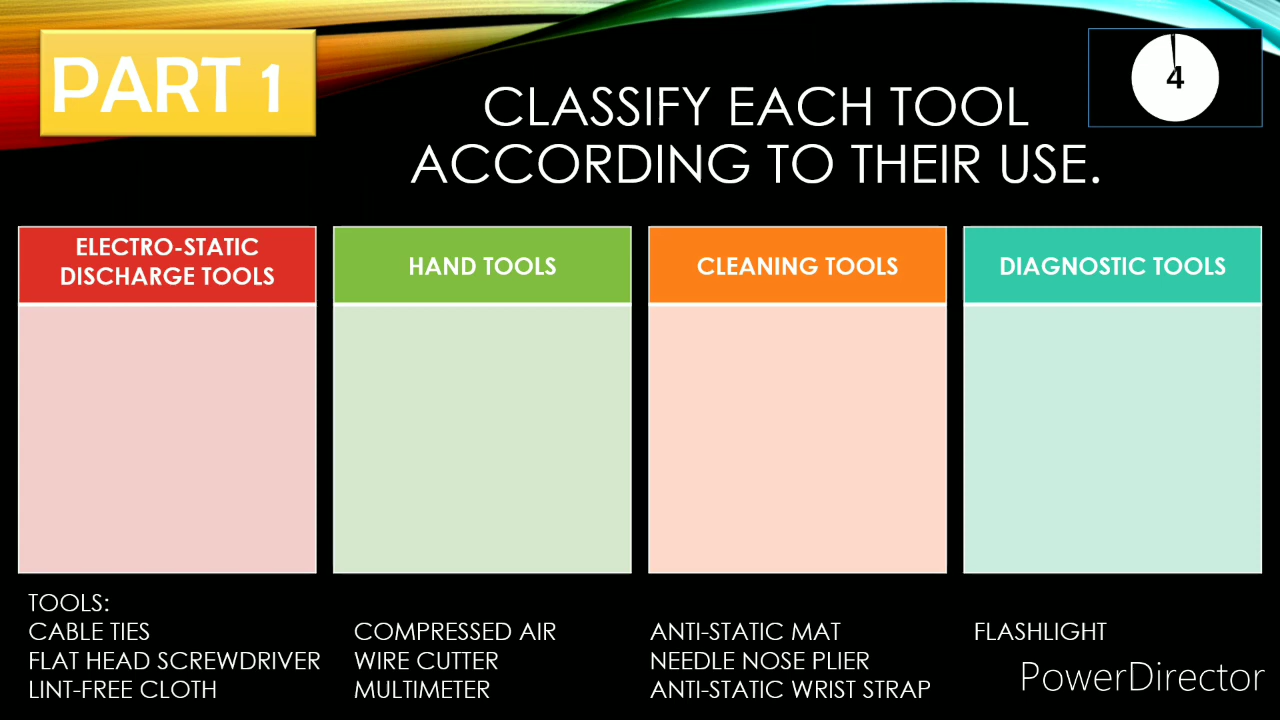 PART 1
4
CLASSIFY EACH TOOL
ACCORDING TO THEIR USE.
ELECTRO-STATIC
DISCHARGE TOOLS
HAND TOOLS
CLEANING TOOLS
DIAGNOSTIC TOOLS
TOOLS:
CABLE TIES
FLAT HEAD SCREWDRIVER
LINT-FREE CLOTH
COMPRESSED AIR
WIRE CUTTER
MULTIMETER
ANTI-STATIC MAT
NEEDLE NOSE PLIER
ANTI-STATIC WRIST STRAP
FLASHLIGHT
PowerDirector